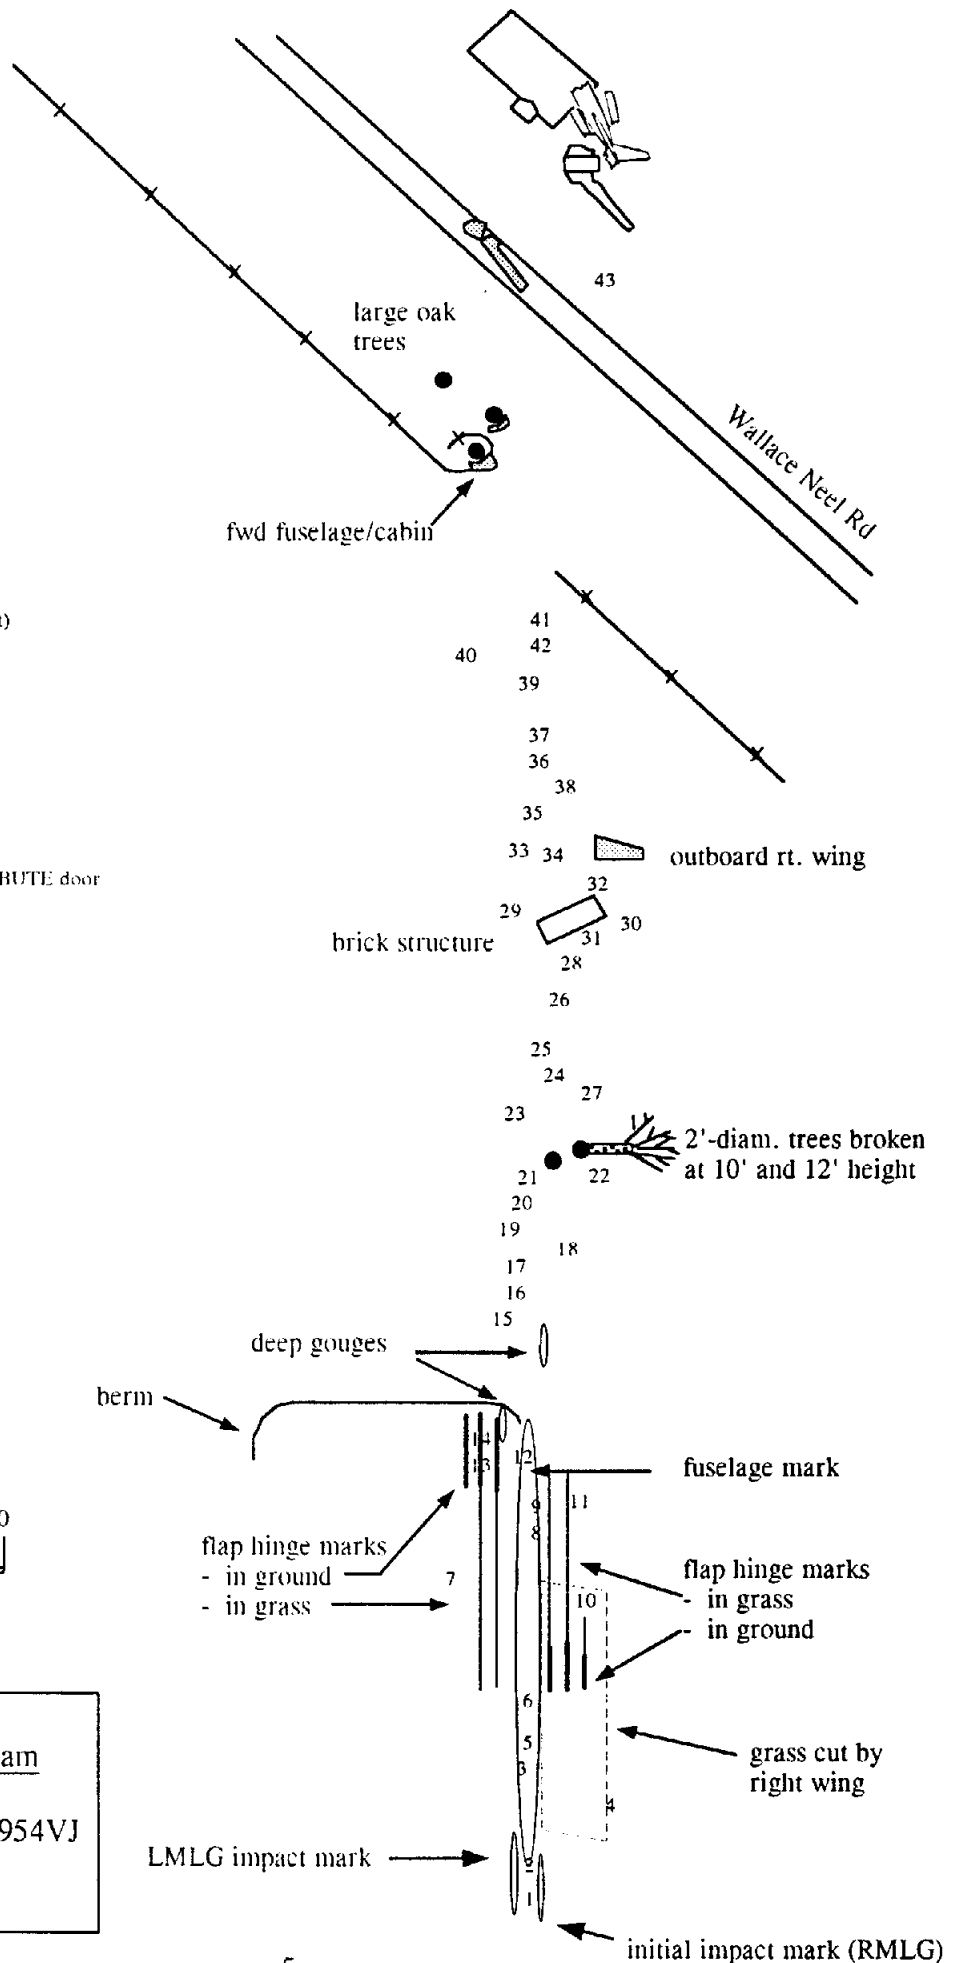 43
large oak
trees
Wallace Neel Rd
fwd fuselage/cabin
t)
41
42
40
39
37
36
38
35
33 34
outboard rt. wing
BUTE door
32
29
30
brick structure
31
28
26
25
24
27
23
2'-diam. trees broken
at 10' and 12' height
21
22
20
19
18
17
16
15
deep gouges
berm
14
12
13
fuselage mark
9
11
0
8
flap hinge marks
- in ground
- in grass
7
flap hinge marks
- in grass
- in ground
10
6
5
3
am
grass cut by
right wing
4
954VJ
LMLG impact mark
1
initial impact mark (RMLG)